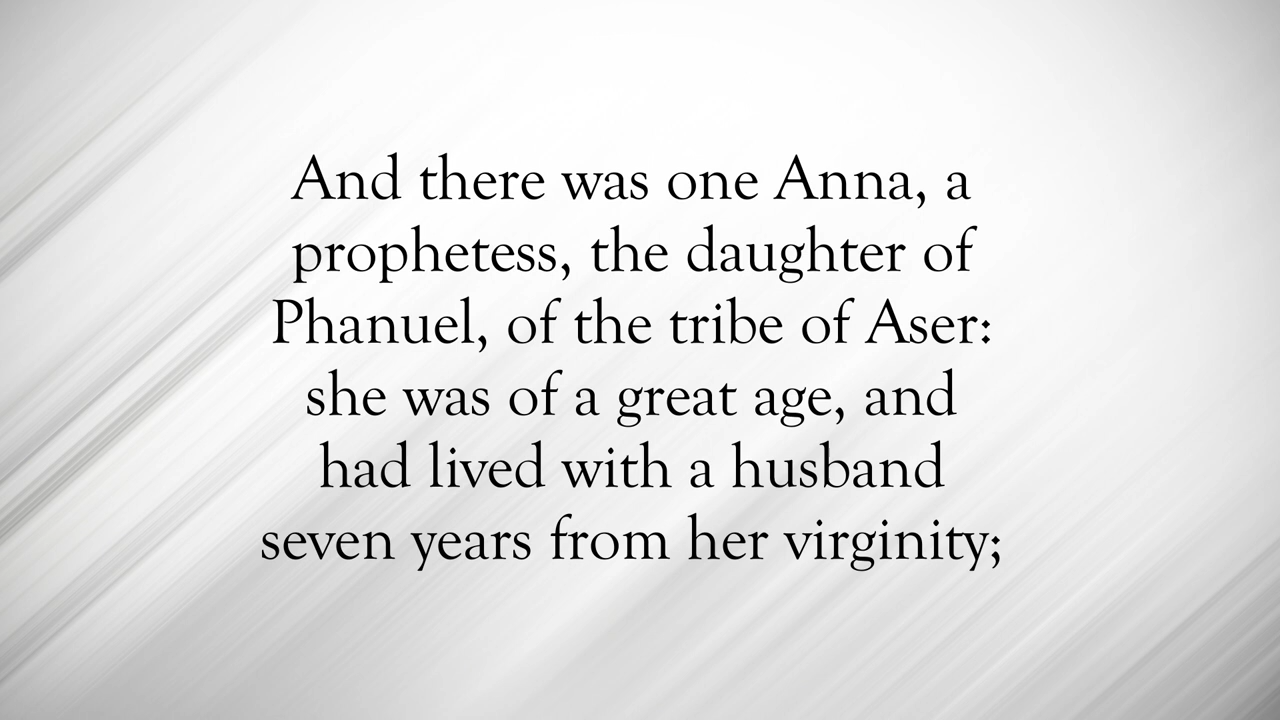 And there was one Anna, a
prophetess, the daughter of
Phanuel, of the tribe of Aser:
she was of a great age, and
had lived with a husband
seven years from her virginity;